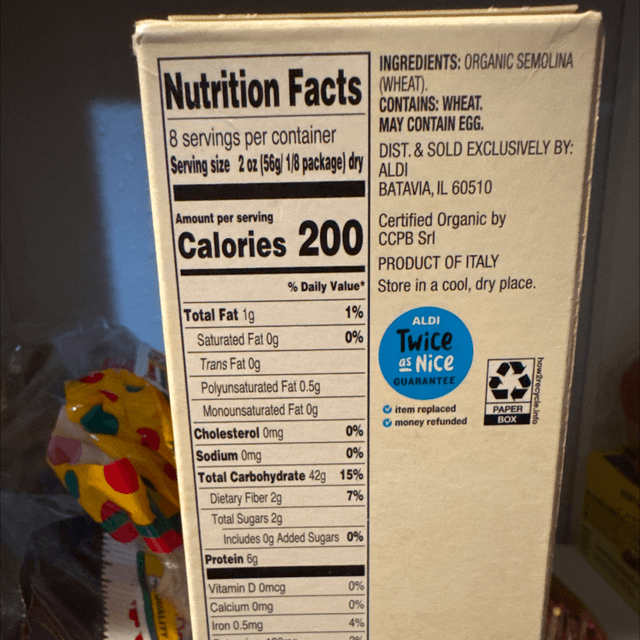 Nutrition Facts
8 servings per container
Serving size 2 oz (56g/ 1/8 package) dry
Amount per serving
Calories 200
% Daily Value*
Total Fat 1g 1%
Saturated Fat 0g 0%
Trans Fat 0g
Polyunsaturated Fat 0.5g
Monounsaturated Fat 0g
Cholesterol 0mg 0%
Sodium 0mg 0%
Total Carbohydrate 42g 15%
Dietary Fiber 2g 7%
Total Sugars 2g
Includes 0g Added Sugars 0%
Protein 6g
Vitamin D 0mcg 0%
Calcium 0mg 0%
Iron 0.5mg 4%
INGREDIENTS: ORGANIC SEMOLINA
(WHEAT).
CONTAINS: WHEAT.
MAY CONTAIN EGG.
DIST. & SOLD EXCLUSIVELY BY:
ALDI
BATAVIA, IL 60510
Certified Organic by
CCPB Srl
PRODUCT OF ITALY
Store in a cool, dry place.
ALDI
Twice
as Nice
GUARANTEE
item replaced
money refunded
PAPER
BOX
how2recycle.info